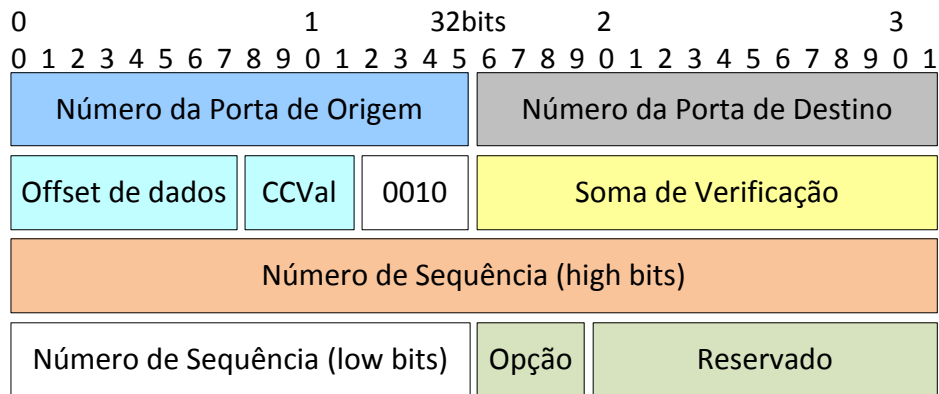 0 1 32bits 2 3
0 1 2 3 4 5 6 7 8 9 0 1 2 3 4 5 6 7 8 9 0 1 2 3 4 5 6 7 8 9 0 1
Número da Porta de Origem Número da Porta de Destino
Offset de dados CCVal 0010 Soma de Verificação
Número de Sequência (high bits)
Número de Sequência (low bits) Opção Reservado